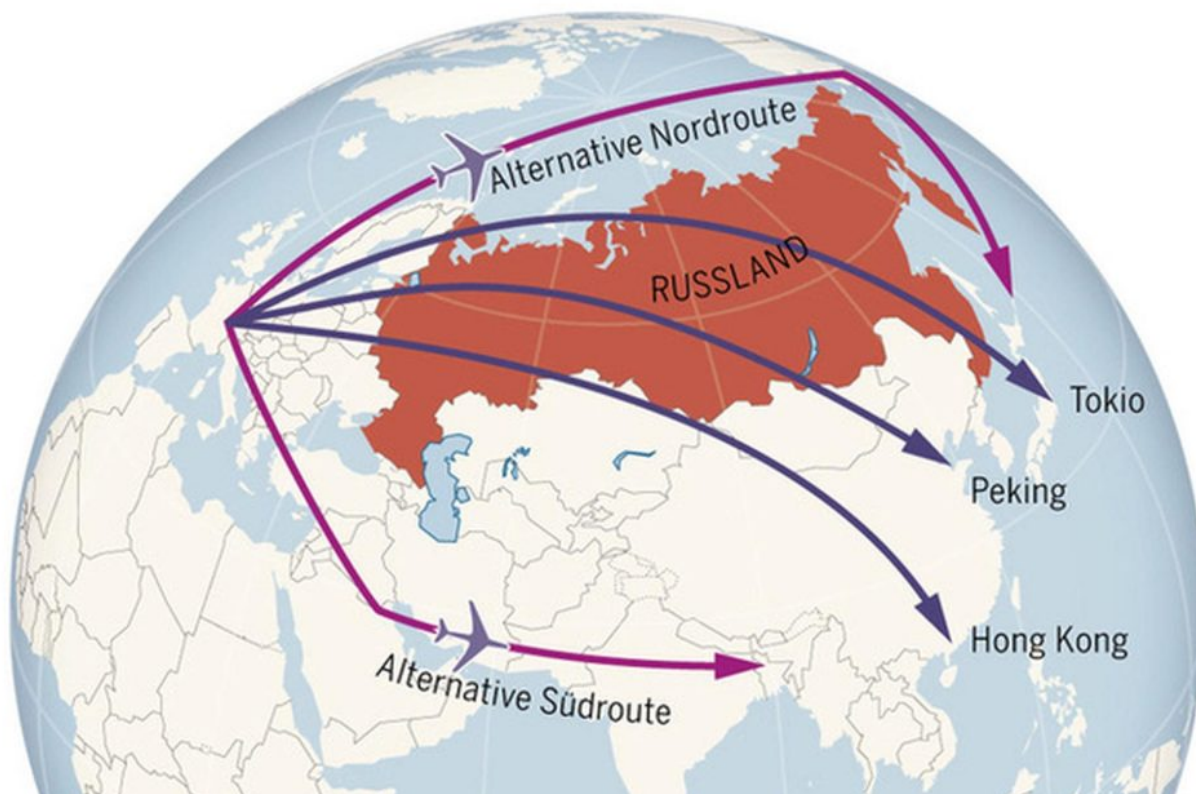 Alternative Nordroute
RUSSLAND
Tokio
Peking
Hong Kong
Alternative Südroute